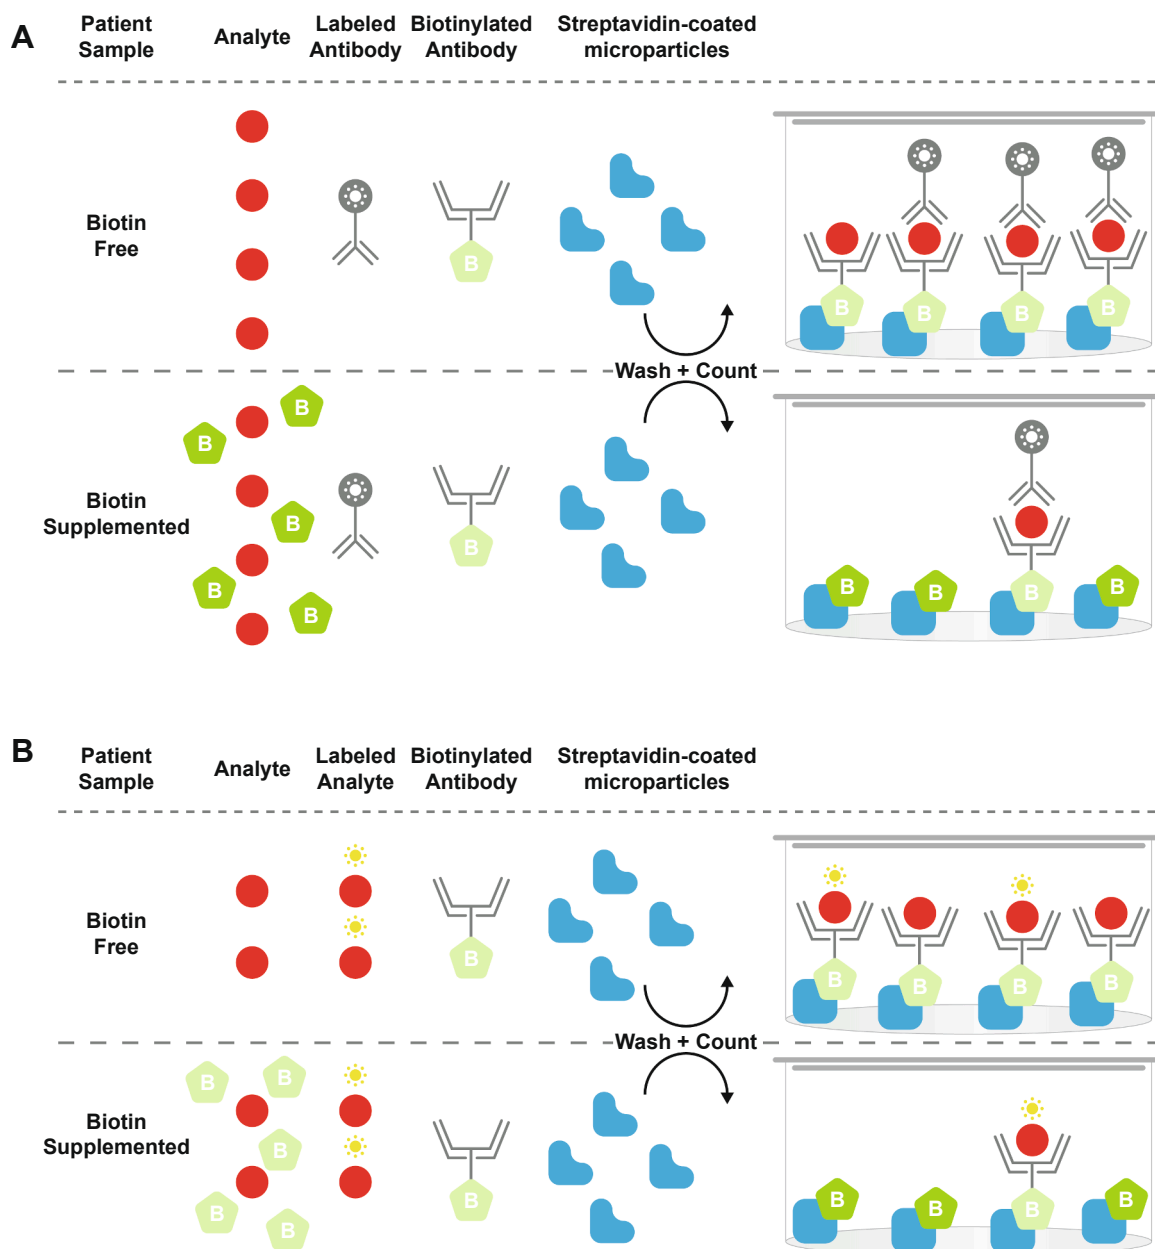 A
Patient
Sample
Analyte
Labeled
Antibody
Biotinylated
Antibody
Streptavidin-coated
microparticles
Biotin
Free
B
B
B
B
B
Wash + Count
Biotin
Supplemented
B
B
B
B
B
B
B
B
B
B
B
Patient
Sample
Analyte
Labeled
Analyte
Biotinylated
Antibody
Streptavidin-coated
microparticles
Biotin
Free
B
B
B
B
B
Wash + Count
Biotin
Supplemented
B
B
B
B
B
B
B
B
B
B